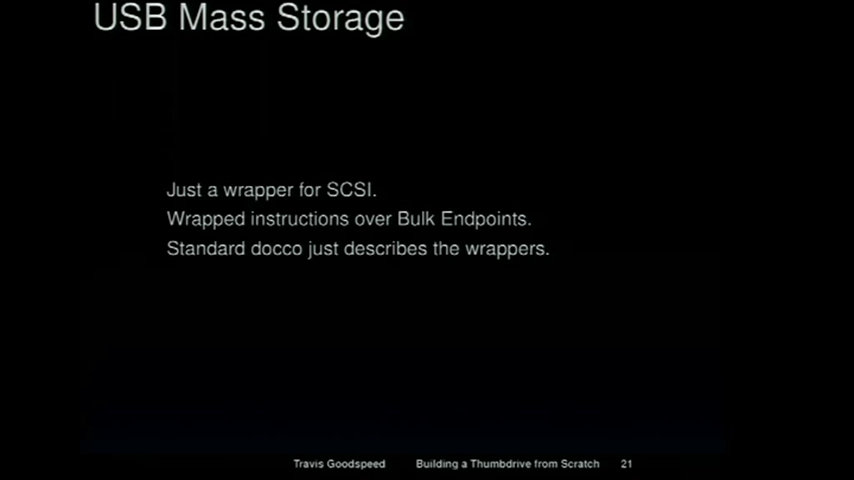 USB Mass Storage
Just a wrapper for SCSI.
Wrapped instructions over Bulk Endpoints.
Standard docco just describes the wrappers.
Travis Goodspeed Building a Thumbdrive from Scratch 21